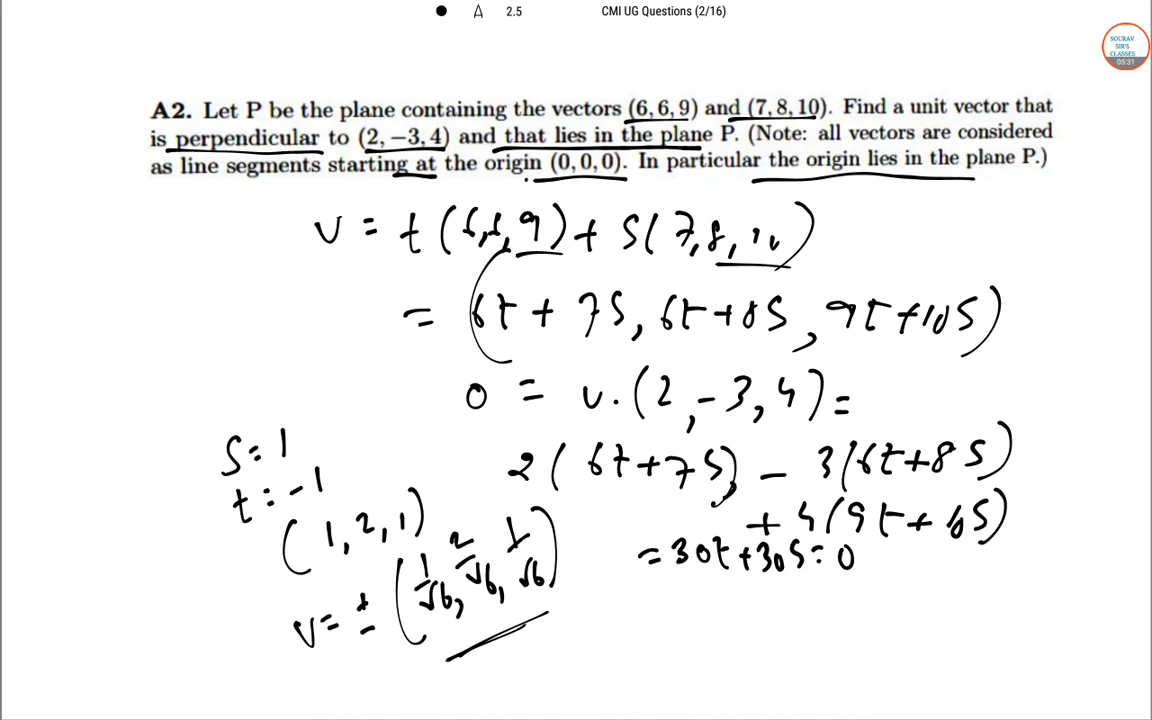 A 2.5 CMI UG Questions (2/16)
SOURAV
SIR'S
CLASSES
05:31
A2. Let P be the plane containing the vectors (6, 6, 9) and (7, 8, 10). Find a unit vector that
is perpendicular to (2, −3, 4) and that lies in the plane P. (Note: all vectors are considered
as line segments starting at the origin (0, 0, 0). In particular the origin lies in the plane P.)
v = t (6,6,9) + s(7,8,10)
= (6t + 7s, 6t+8s, 9t+10s)
0 = v.(2,-3,4) =
2(6t+7s) - 3(6t+8s)
+ 4(9t+10s)
= 30t+30s=0
s=1
t=-1
(1,2,1)
v= ± (1/√6, 2/√6, 1/√6)